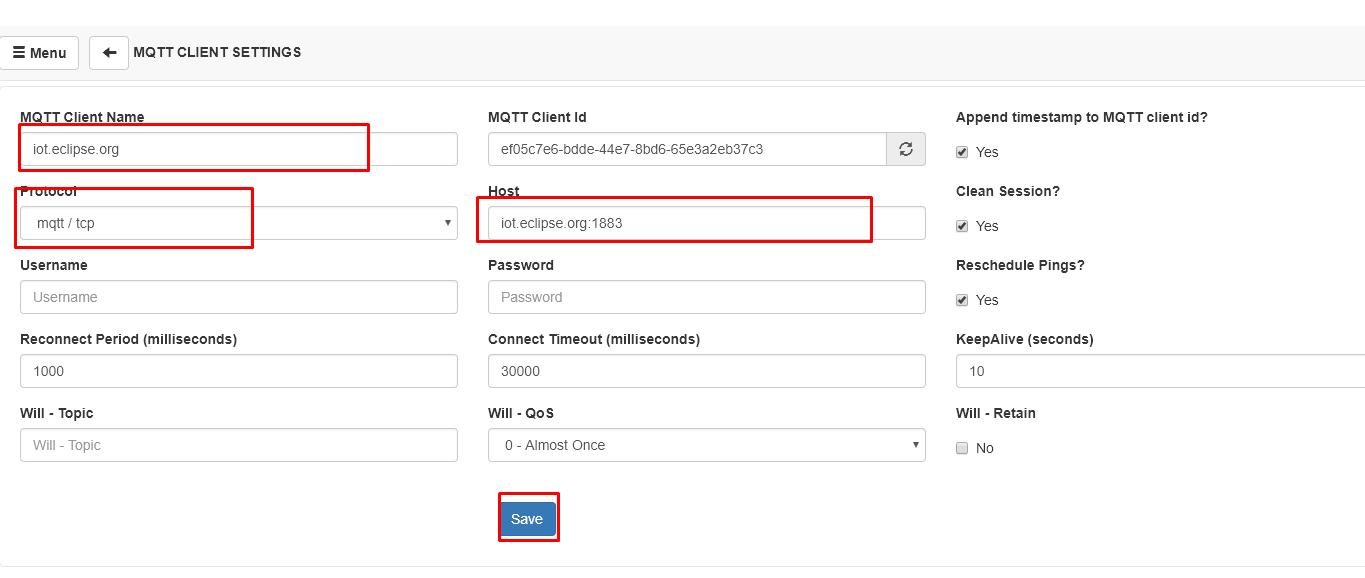 Menu
MQTT CLIENT SETTINGS
MQTT Client Name
MQTT Client Id
Append timestamp to MQTT client id?
iot.eclipse.org
ef05c7e6-bdde-44e7-8bd6-65e3a2eb37c3
Yes
Protocol
Host
Clean Session?
mqtt / tcp
iot.eclipse.org:1883
Yes
Username
Password
Reschedule Pings?
Username
Password
Yes
Reconnect Period (milliseconds)
Connect Timeout (milliseconds)
KeepAlive (seconds)
1000
30000
10
Will - Topic
Will - QoS
Will - Retain
Will - Topic
0 - Almost Once
No
Save